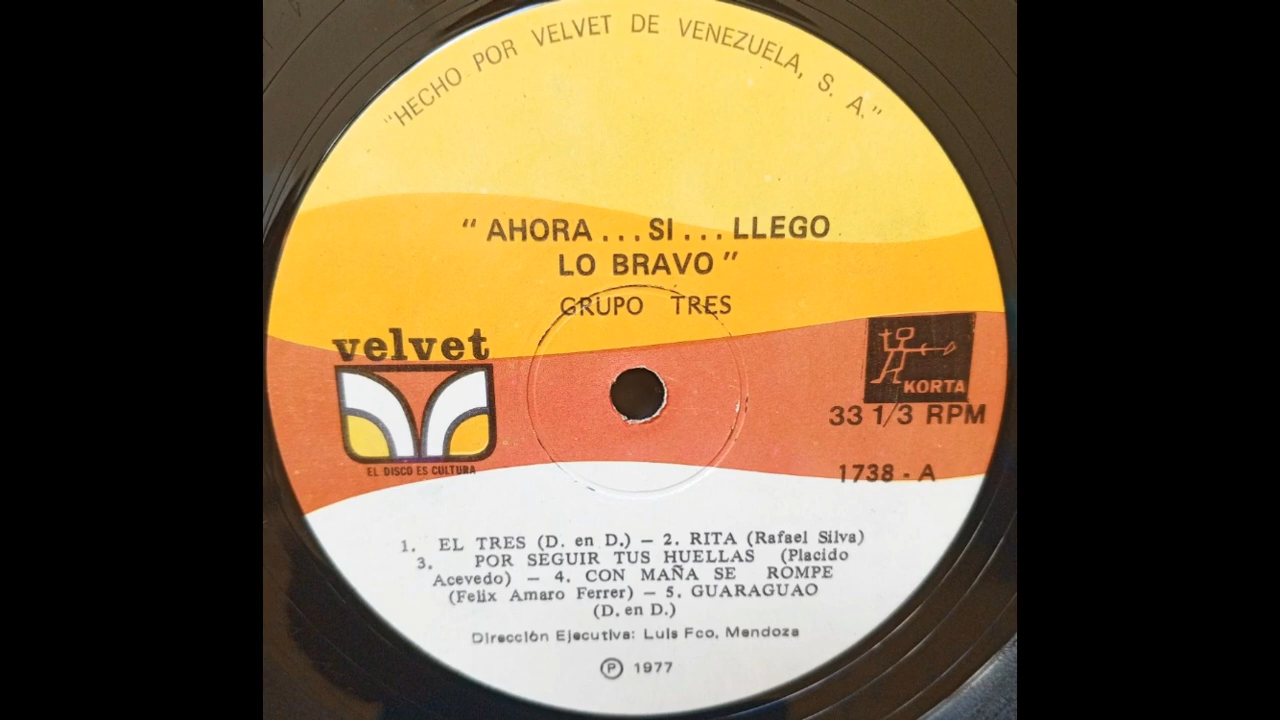 "HECHO POR VELVET DE VENEZUELA, S. A."
" AHORA . . . SI . . . LLEGO
LO BRAVO "
GRUPO TRES
velvet
EL DISCO ES CULTURA
KORTA
33 1/3 RPM
1738 - A
1. EL TRES (D. en D.) — 2. RITA (Rafael Silva)
3. POR SEGUIR TUS HUELLAS (Placido
Acevedo) — 4. CON MAÑA SE ROMPE
(Felix Amaro Ferrer) — 5. GUARAGUAO
(D. en D.)
Dirección Ejecutiva: Luis Fco. Mendoza
Ⓟ 1977